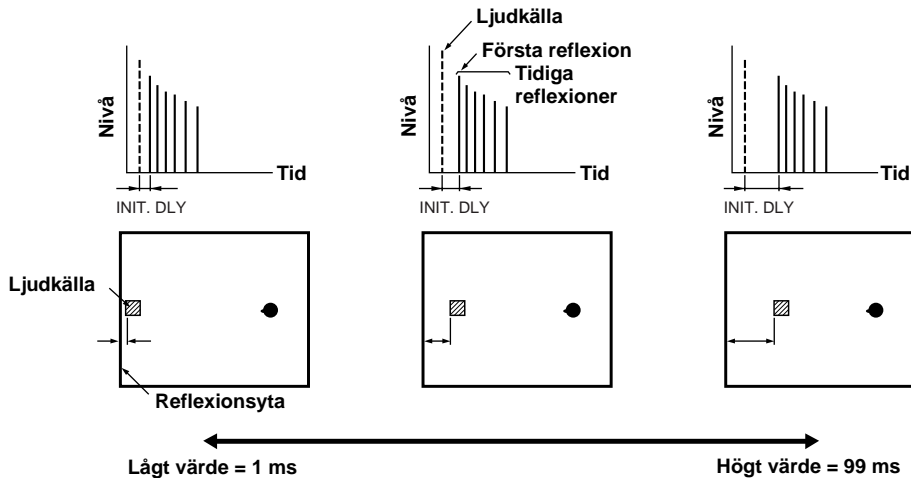 Ljudkälla
Första reflexion
Tidiga
reflexioner
Nivå
Tid
INIT. DLY
Nivå
Tid
INIT. DLY
Nivå
Tid
INIT. DLY
Ljudkälla
Reflexionsyta
Lågt värde = 1 ms
Högt värde = 99 ms